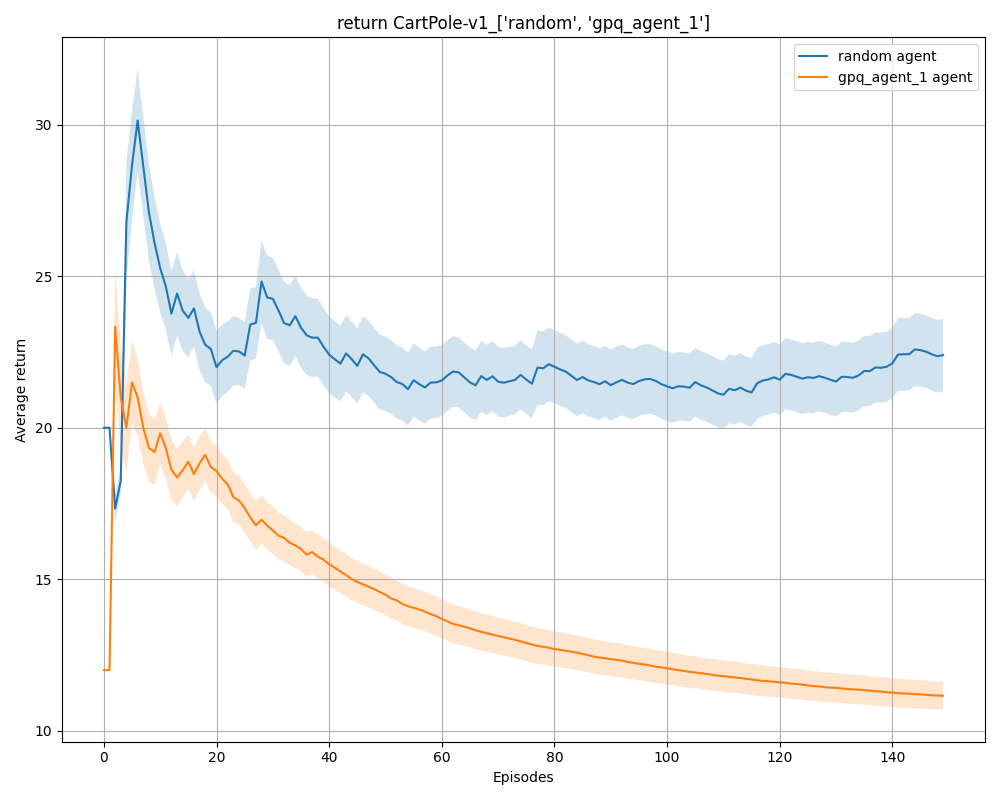 return CartPole-v1_['random', 'gpq_agent_1']
random agent
gpq_agent_1 agent
Average return
30
25
20
15
10
0 20 40 60 80 100 120 140
Episodes